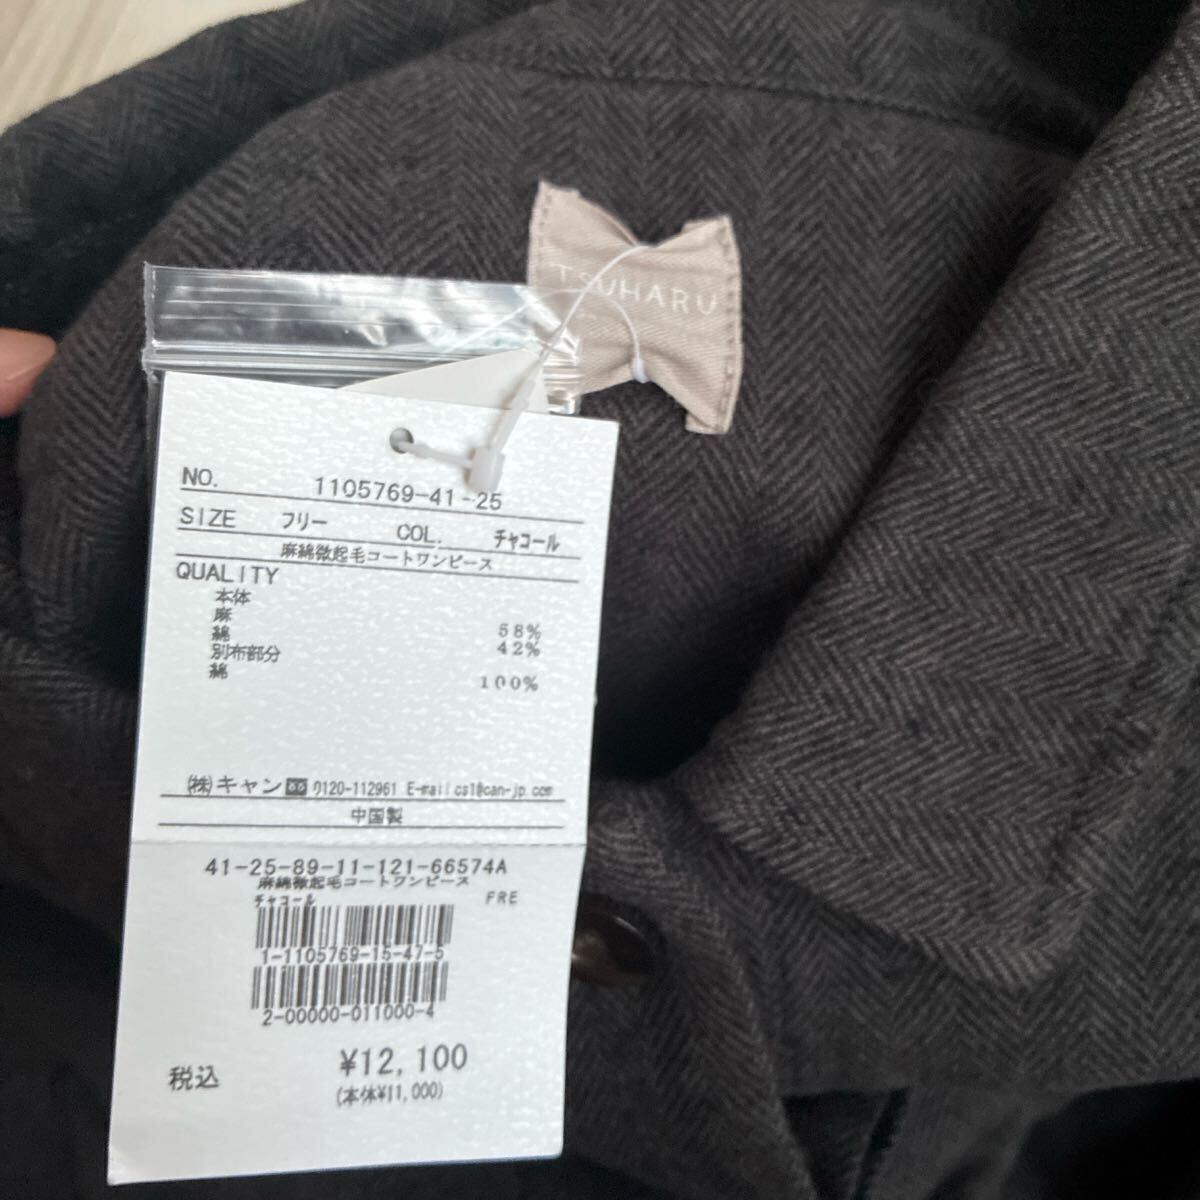 TSUHARU
NO. 1105769-41-25
SIZE フリー COL. チャコール
麻綿微起毛コートワンピース
QUALITY
本体
麻 58%
綿 42%
別布部分
綿 100%
㈱キャン 0120-112961 E-mail cs1@can-jp.com
中国製
41-25-89-11-121-66574A
麻綿微起毛コートワンピース
チャコール FRE
1-1105769-15-47-5
2-00000-011000-4
税込 ¥12,100
(本体¥11,000)